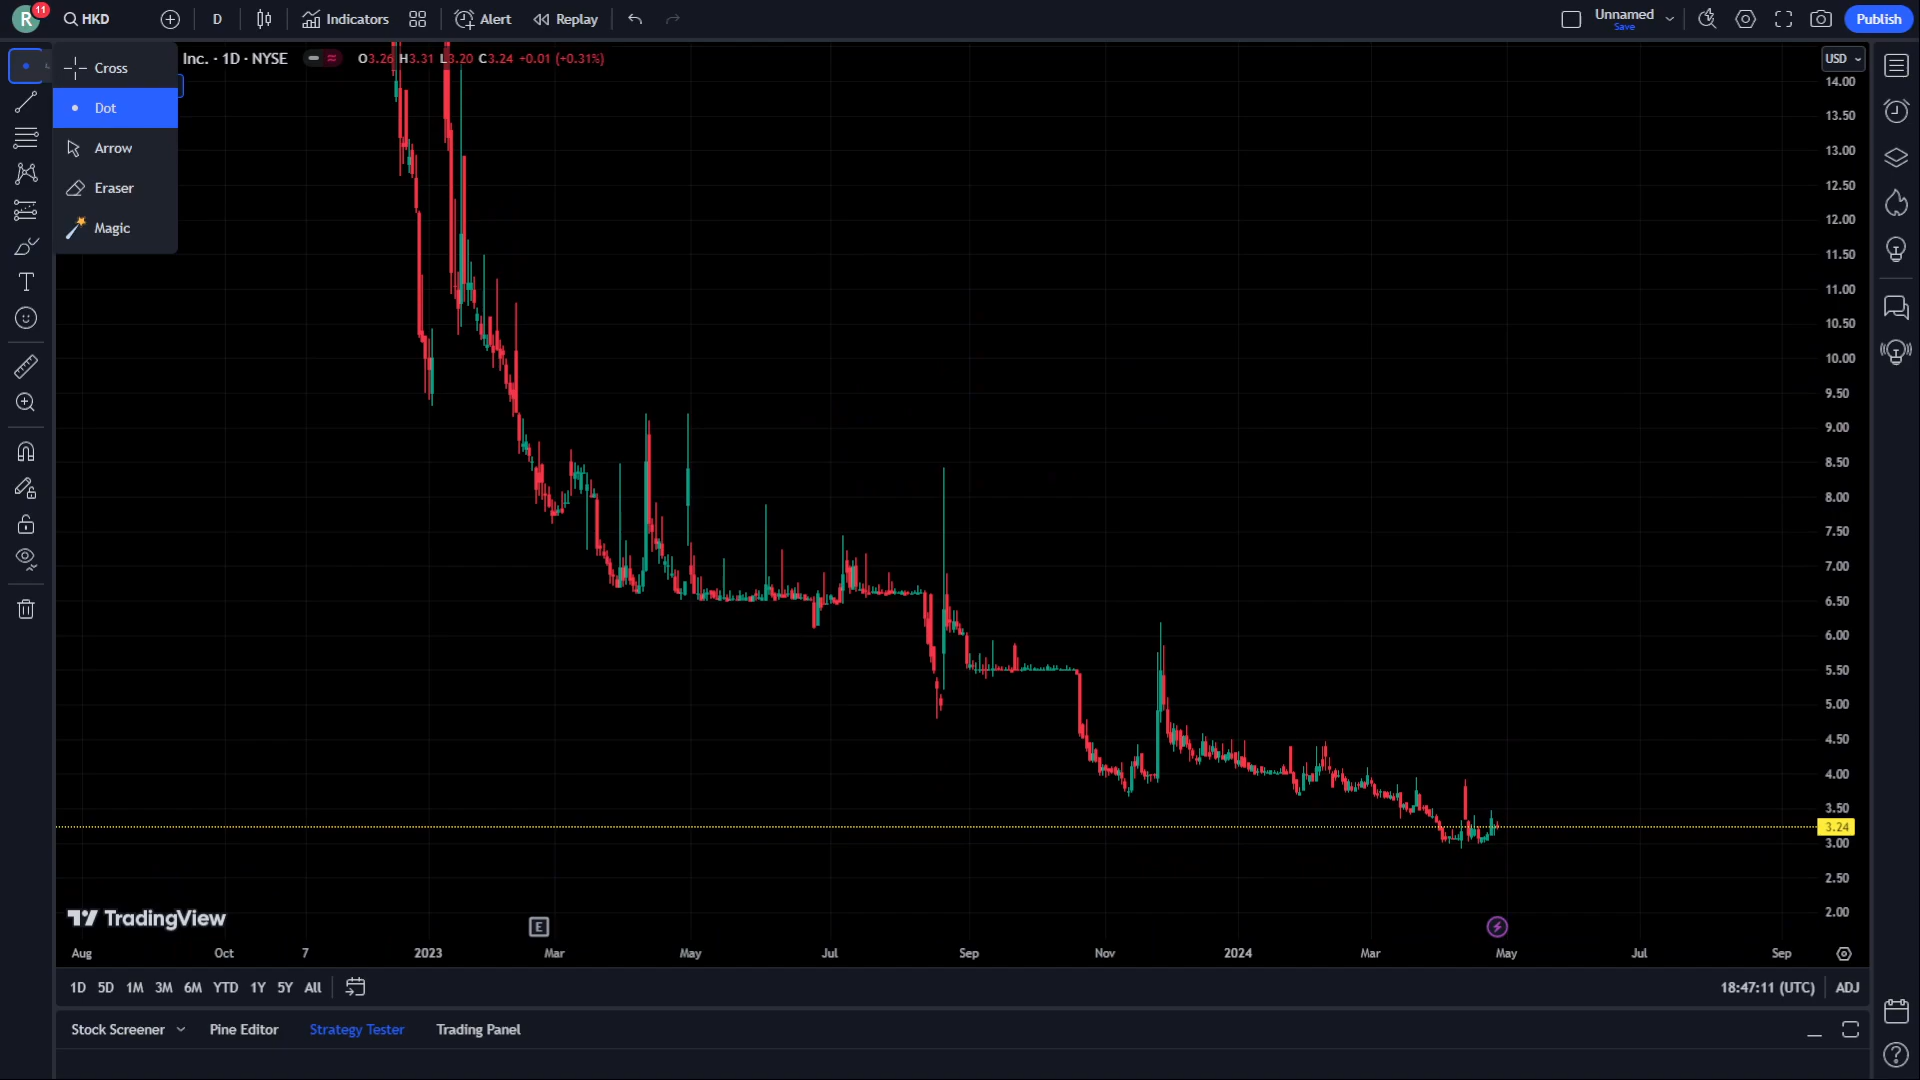 R 11 HKD D Indicators Alert Replay Unnamed Save Publish
Inc. · 1D · NYSE O3.26 H3.31 L3.20 C3.24 +0.01 (+0.31%) USD
Cross
Dot
Arrow
Eraser
Magic
14.00
13.50
13.00
12.50
12.00
11.50
11.00
10.50
10.00
9.50
9.00
8.50
8.00
7.50
7.00
6.50
6.00
5.50
5.00
4.50
4.00
3.50
3.24
3.00
2.50
2.00
TradingView
E
Aug Oct 7 2023 Mar May Jul Sep Nov 2024 Mar May Jul Sep
1D 5D 1M 3M 6M YTD 1Y 5Y All 18:47:11 (UTC) ADJ
Stock Screener Pine Editor Strategy Tester Trading Panel